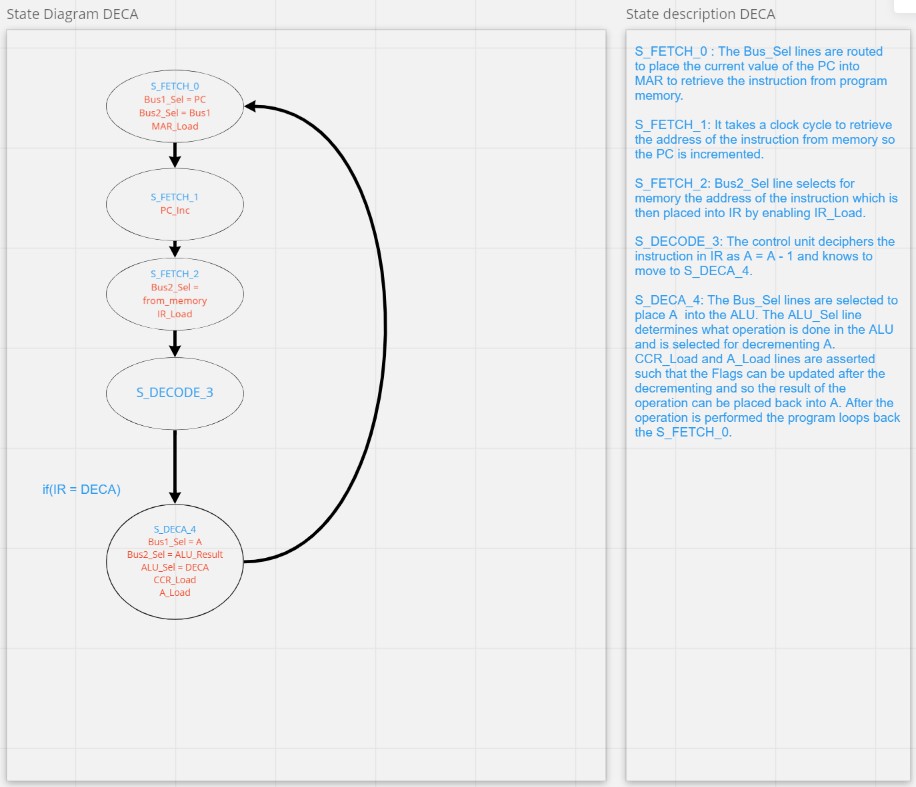 State Diagram DECA
S_FETCH_0
Bus1_Sel = PC
Bus2_Sel = Bus1
MAR_Load
S_FETCH_1
PC_Inc
S_FETCH_2
Bus2_Sel =
from_memory
IR_Load
S_DECODE_3
if(IR = DECA)
S_DECA_4
Bus1_Sel = A
Bus2_Sel = ALU_Result
ALU_Sel = DECA
CCR_Load
A_Load
State description DECA
S_FETCH_0 : The Bus_Sel lines are routed
to place the current value of the PC into
MAR to retrieve the instruction from program
memory.
S_FETCH_1: It takes a clock cycle to retrieve
the address of the instruction from memory so
the PC is incremented.
S_FETCH_2: Bus2_Sel line selects for
memory the address of the instruction which is
then placed into IR by enabling IR_Load.
S_DECODE_3: The control unit deciphers the
instruction in IR as A = A - 1 and knows to
move to S_DECA_4.
S_DECA_4: The Bus_Sel lines are selected to
place A into the ALU. The ALU_Sel line
determines what operation is done in the ALU
and is selected for decrementing A.
CCR_Load and A_Load lines are asserted
such that the Flags can be updated after the
decrementing and so the result of the
operation can be placed back into A. After the
operation is performed the program loops back
the S_FETCH_0.